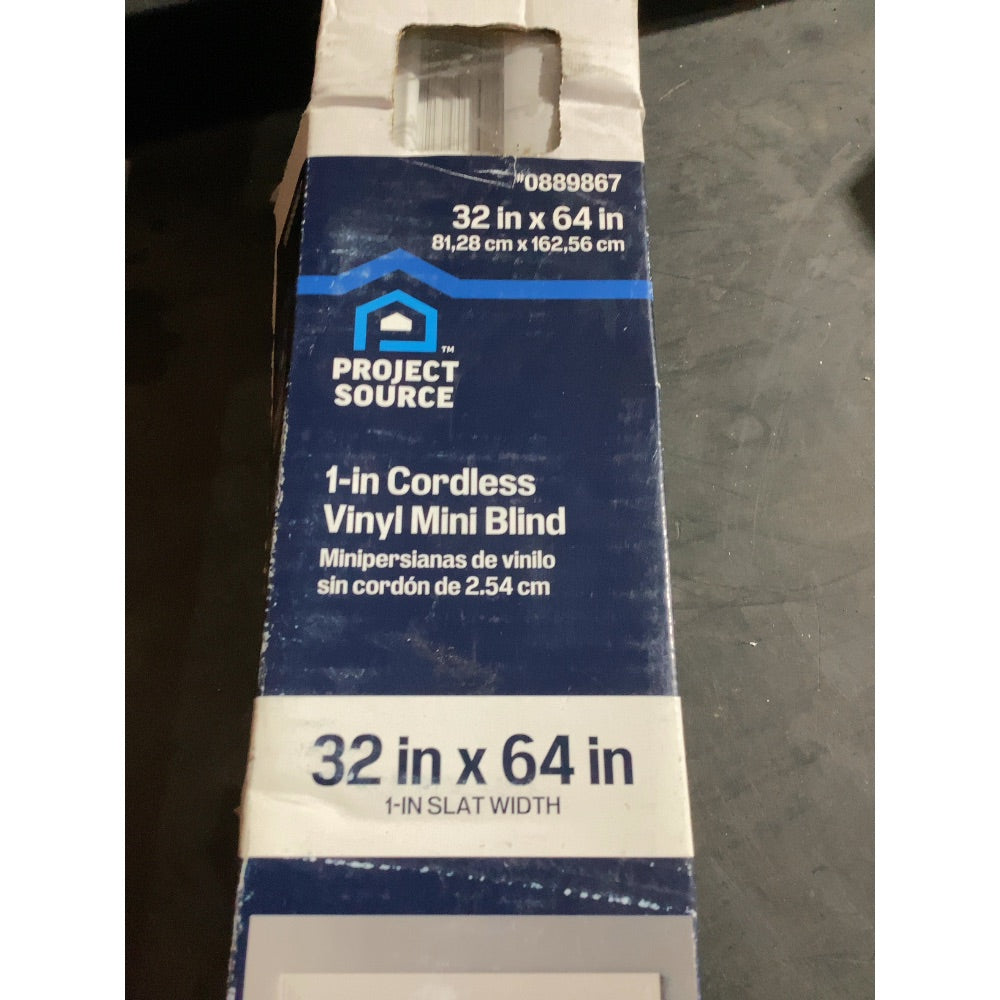 #0889867
32 in x 64 in
81,28 cm x 162,56 cm
PROJECT™
SOURCE
1-in Cordless
Vinyl Mini Blind
Minipersianas de vinilo
sin cordón de 2.54 cm
32 in x 64 in
1-IN SLAT WIDTH